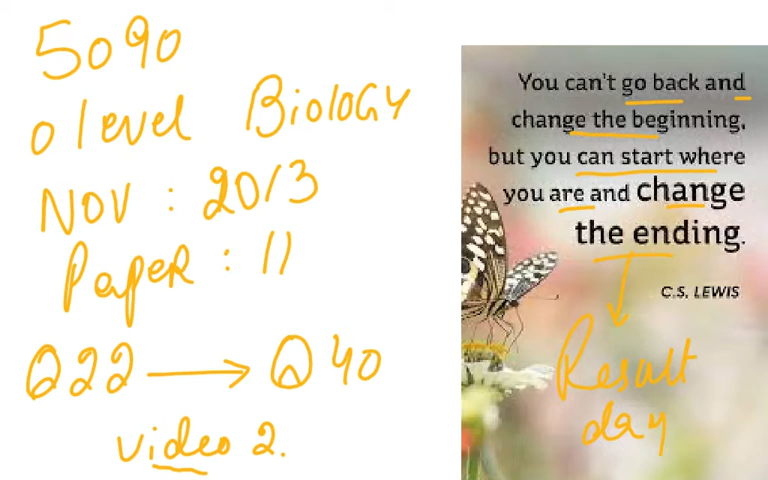 5090
O level Biology
Nov : 2013
Paper : 11
Q22 → Q40
video 2.
You can't go back and
change the beginning,
but you can start where
you are and change
the ending.
C.S. LEWIS
Result
day